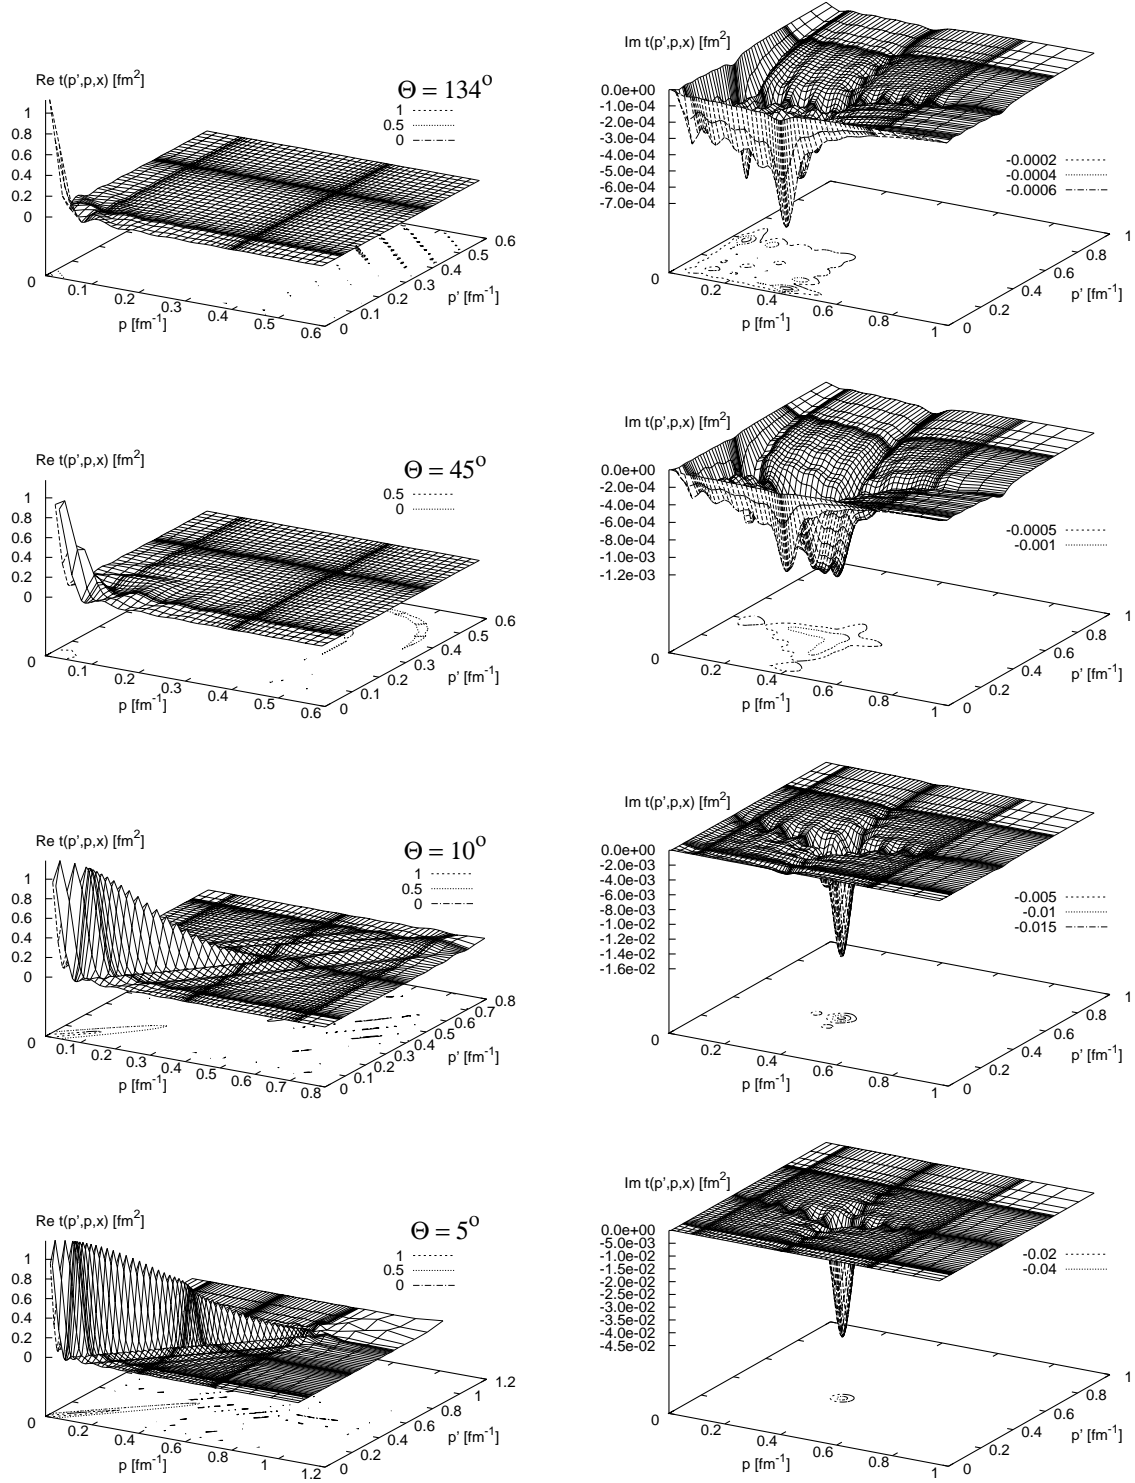 Re t(p',p,x) [fm²]
Θ = 134°
1
0.5
0
1
0.8
0.6
0.4
0.2
0
0
0.1
0.2
0.3
0.4
0.5
0.6
p [fm⁻¹]
0
0.1
0.2
0.3
0.4
0.5
0.6
p' [fm⁻¹]
Im t(p',p,x) [fm²]
0.0e+00
-1.0e-04
-2.0e-04
-3.0e-04
-4.0e-04
-5.0e-04
-6.0e-04
-7.0e-04
-0.0002
-0.0004
-0.0006
0
0.2
0.4
0.6
0.8
1
p [fm⁻¹]
0
0.2
0.4
0.6
0.8
1
p' [fm⁻¹]
Re t(p',p,x) [fm²]
Θ = 45°
0.5
0
1
0.8
0.6
0.4
0.2
0
0
0.1
0.2
0.3
0.4
0.5
0.6
p [fm⁻¹]
0
0.1
0.2
0.3
0.4
0.5
0.6
p' [fm⁻¹]
Im t(p',p,x) [fm²]
0.0e+00
-2.0e-04
-4.0e-04
-6.0e-04
-8.0e-04
-1.0e-03
-1.2e-03
-0.0005
-0.001
0
0.2
0.4
0.6
0.8
1
p [fm⁻¹]
0
0.2
0.4
0.6
0.8
1
p' [fm⁻¹]
Re t(p',p,x) [fm²]
Θ = 10°
1
0.5
0
1
0.8
0.6
0.4
0.2
0
0
0.1
0.2
0.3
0.4
0.5
0.6
0.7
0.8
p [fm⁻¹]
0
0.1
0.2
0.3
0.4
0.5
0.6
0.7
0.8
p' [fm⁻¹]
Im t(p',p,x) [fm²]
0.0e+00
-2.0e-03
-4.0e-03
-6.0e-03
-8.0e-03
-1.0e-02
-1.2e-02
-1.4e-02
-1.6e-02
-0.005
-0.01
-0.015
0
0.2
0.4
0.6
0.8
1
p [fm⁻¹]
0
0.2
0.4
0.6
0.8
1
p' [fm⁻¹]
Re t(p',p,x) [fm²]
Θ = 5°
1
0.5
0
1
0.8
0.6
0.4
0.2
0
0
0.2
0.4
0.6
0.8
1
1.2
p [fm⁻¹]
0
0.2
0.4
0.6
0.8
1
1.2
p' [fm⁻¹]
Im t(p',p,x) [fm²]
0.0e+00
-5.0e-03
-1.0e-02
-1.5e-02
-2.0e-02
-2.5e-02
-3.0e-02
-3.5e-02
-4.0e-02
-4.5e-02
-0.02
-0.04
0
0.2
0.4
0.6
0.8
1
p [fm⁻¹]
0
0.2
0.4
0.6
0.8
1
p' [fm⁻¹]